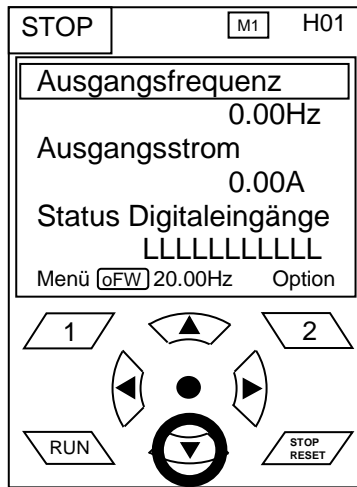 STOP M1 H01
Ausgangsfrequenz
0.00Hz
Ausgangsstrom
0.00A
Status Digitaleingänge
LLLLLLLLLLL
Menü oFW 20.00Hz Option
1 2
RUN STOP
RESET